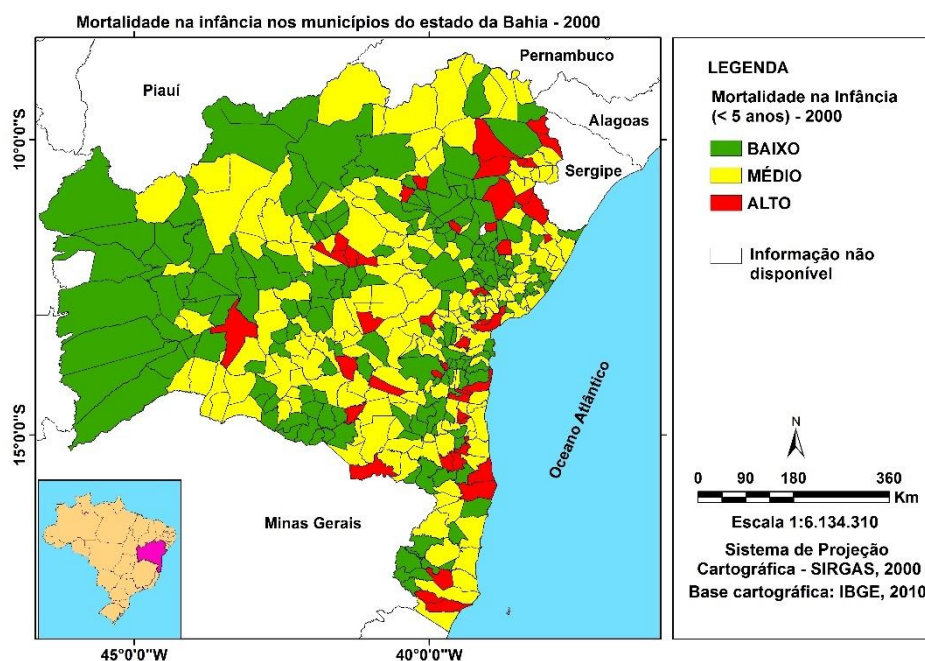 Mortalidade na infância nos municípios do estado da Bahia - 2000
Pernambuco
Piauí
Alagoas
Sergipe
Oceano Atlântico
Minas Gerais
10°0'0"S
15°0'0"S
45°0'0"W
40°0'0"W
LEGENDA
Mortalidade na Infância
(< 5 anos) - 2000
BAIXO
MÉDIO
ALTO
Informação não
disponível
N
0 90 180 360
Km
Escala 1:6.134.310
Sistema de Projeção
Cartográfica - SIRGAS, 2000
Base cartográfica: IBGE, 2010